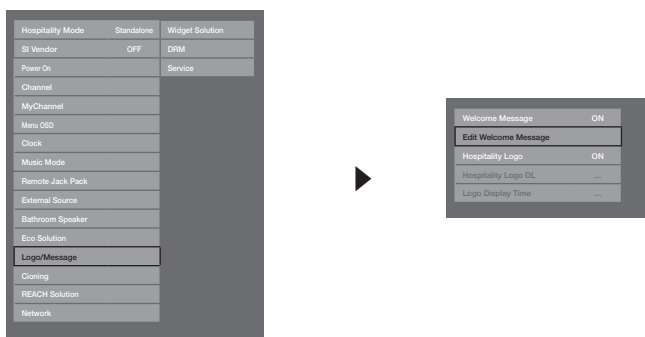 Hospitality Mode Standalone Widget Solution
SI Vendor OFF DRM
Power On Service
Channel
MyChannel
Menu OSD
Clock
Music Mode
Remote Jack Pack
External Source
Bathroom Speaker
Eco Solution
Logo/Message
Cloning
REACH Solution
Network
Welcome Message ON
Edit Welcome Message
Hospitality Logo ON
Hospitality Logo DL ...
Logo Display Time ...